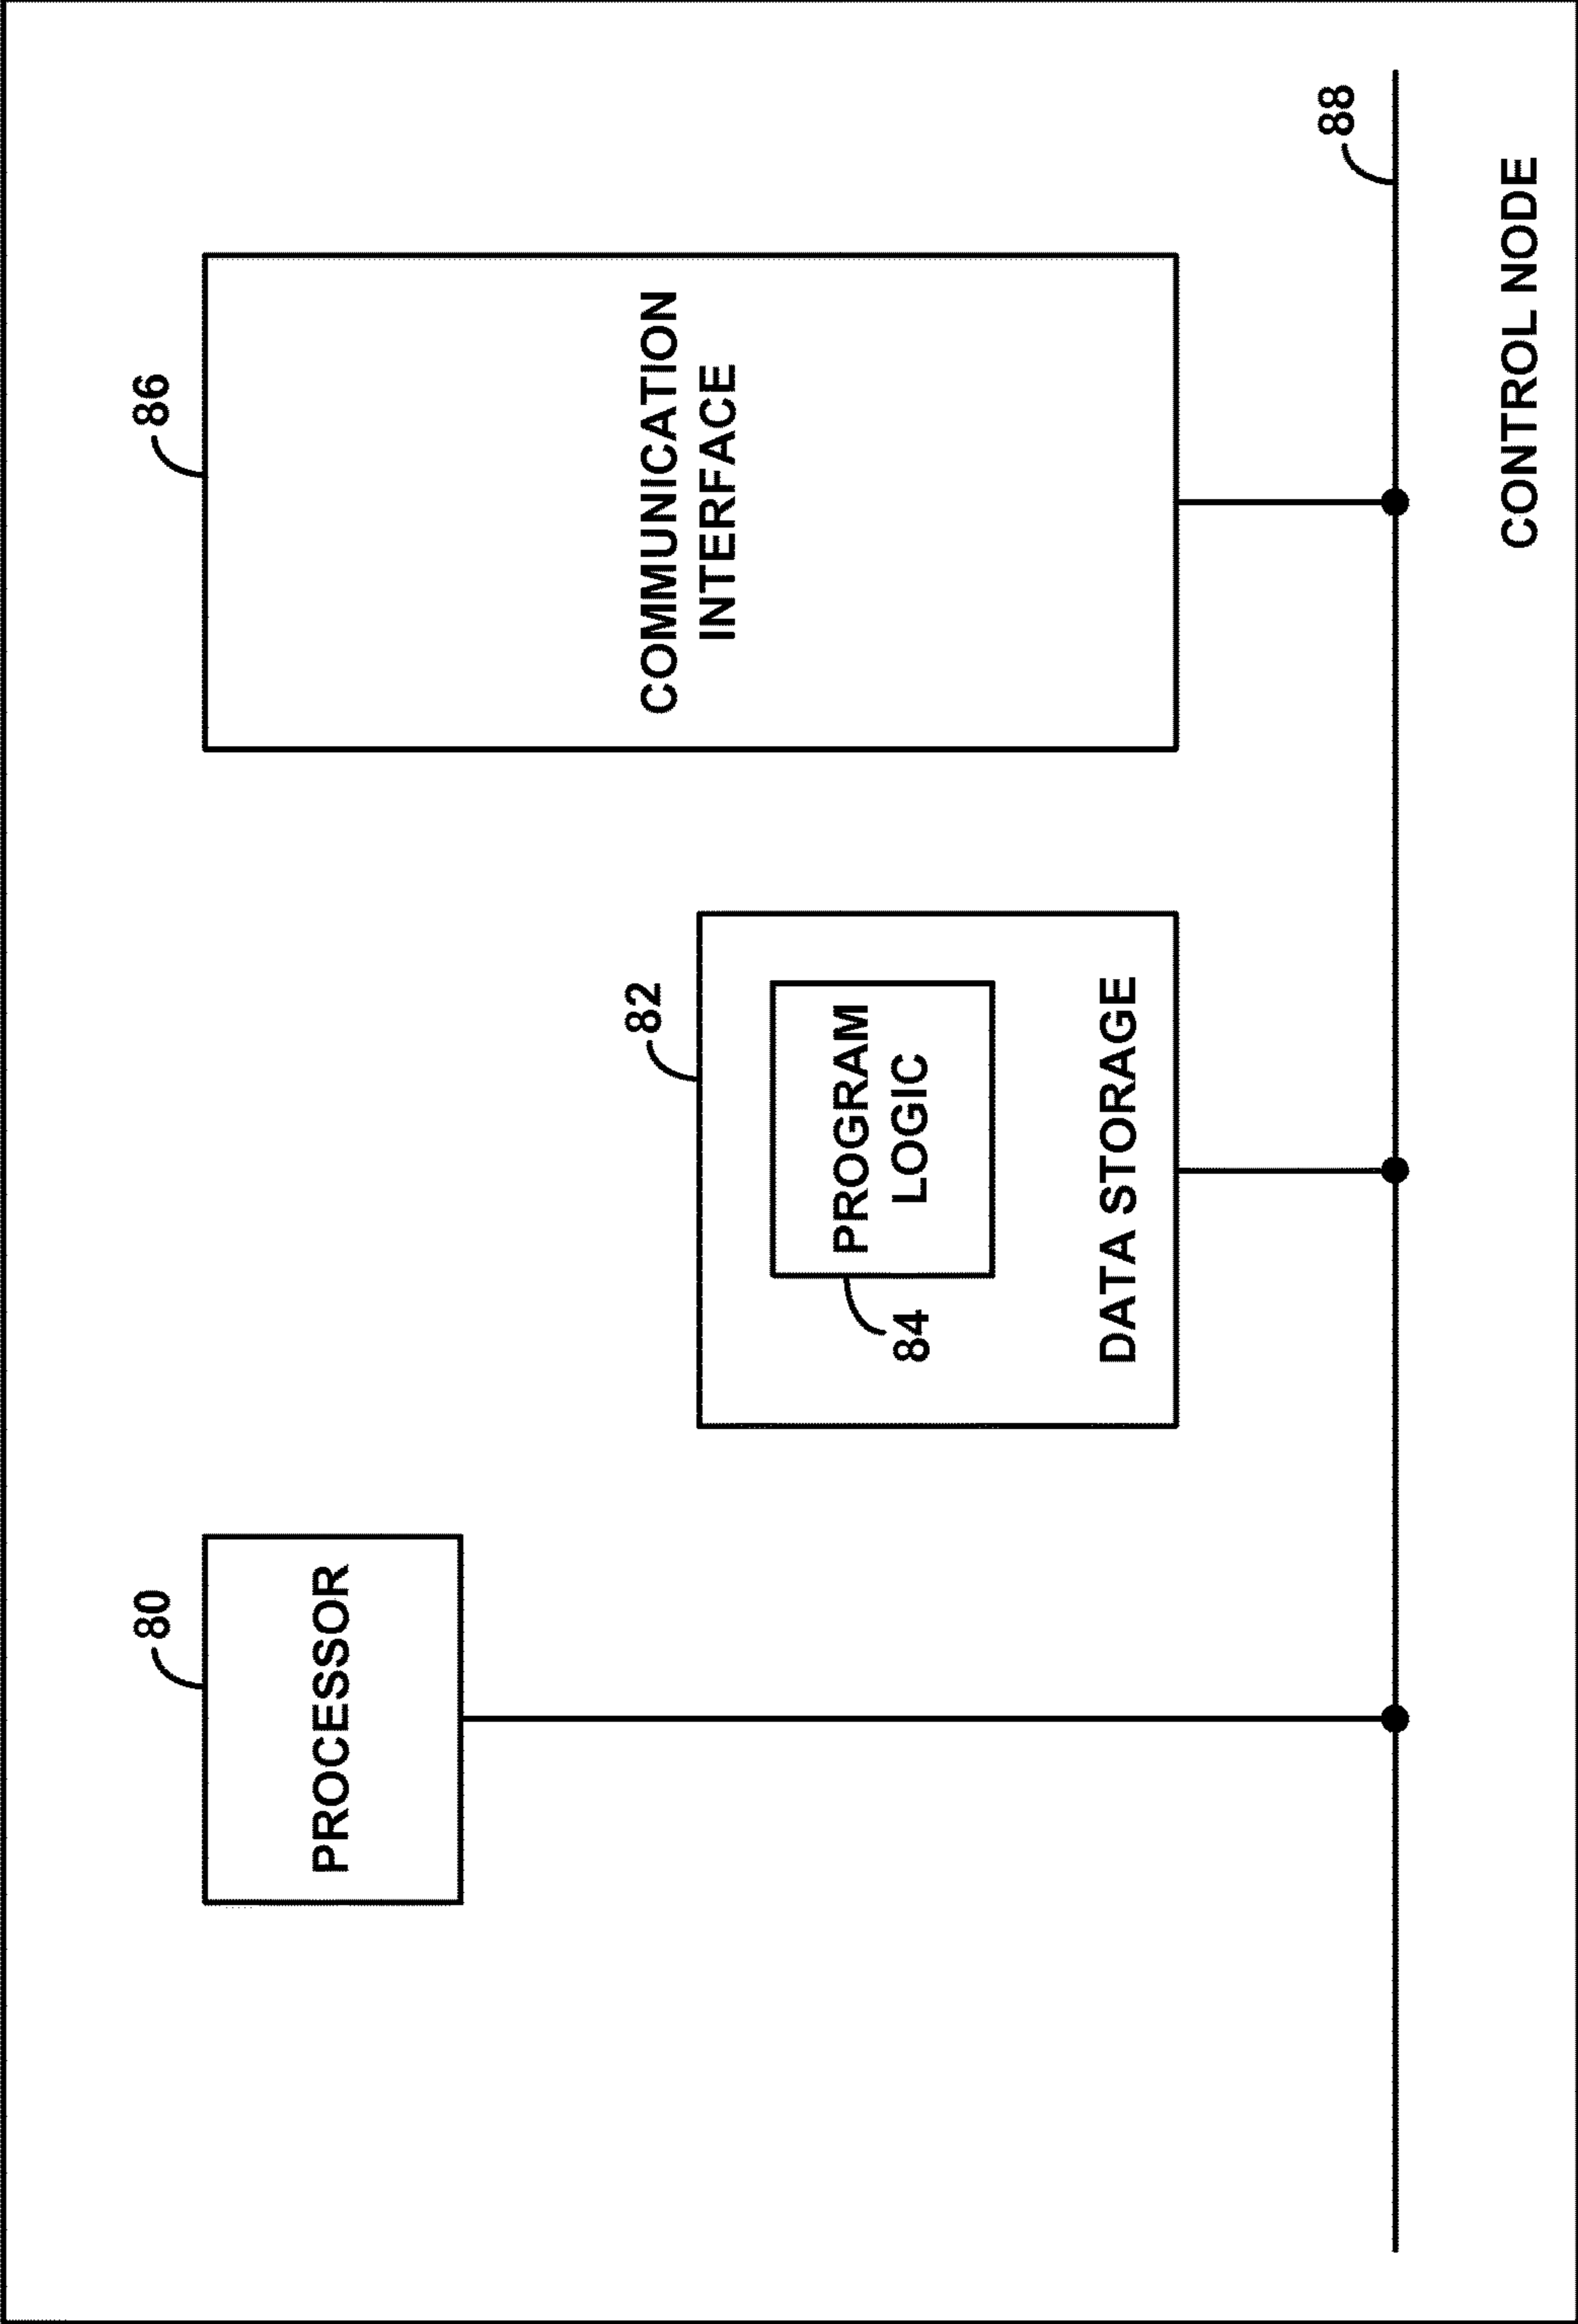 80
PROCESSOR
82
PROGRAM
LOGIC
84
DATA STORAGE
86
COMMUNICATION
INTERFACE
88
CONTROL NODE